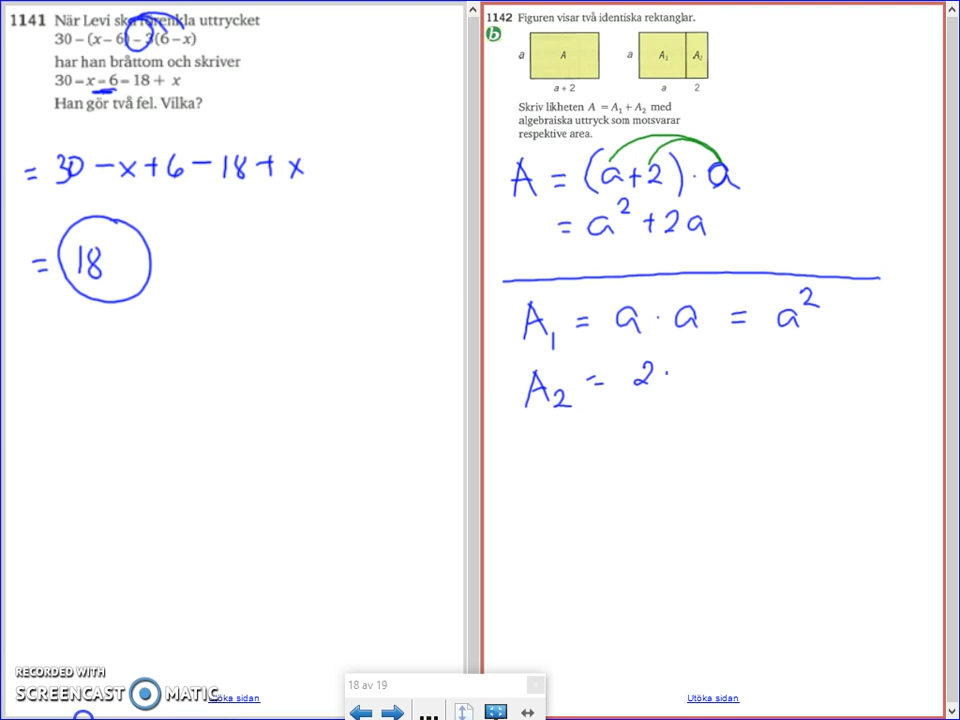 1141 När Levi ska förenkla uttrycket
30 – (x – 6) – 3(6 – x)
har han bråttom och skriver
30 – x – 6 – 18 + x
Han gör två fel. Vilka?
= 30 – x + 6 – 18 + x
= 18
1142 Figuren visar två identiska rektanglar.
b
a A a A₁ A₂
a + 2 a 2
Skriv likheten A = A₁ + A₂ med
algebraiska uttryck som motsvarar
respektive area.
A = (a+2) · a
= a² + 2a
A₁ = a · a = a²
A₂ = 2 ·
RECORDED WITH
SCREENCAST MATIC
Utöka sidan
18 av 19
Utöka sidan